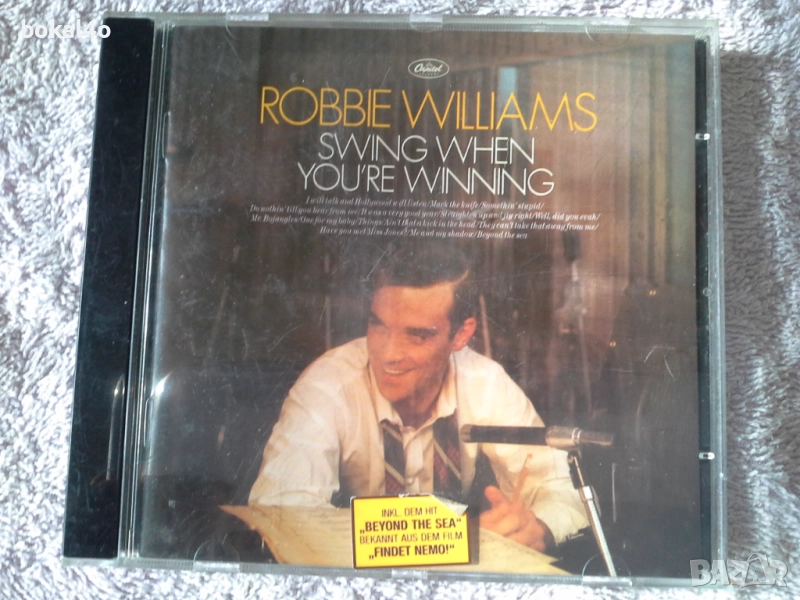 bokal40
Capitol
ROBBIE WILLIAMS
SWING WHEN
YOU'RE WINNING
I will talk and Hollywood will listen/Mack the knife/Somethin' stupid/
Do nothin' till you hear from me/It was a very good year/Straighten up and fly right/Well, did you evah/
Mr. Bojangles/One for my baby/Things/Ain't that a kick in the head/They can't take that away from me/
Have you met Miss Jones?/Me and my shadow/Beyond the sea
INKL. DEM HIT
„BEYOND THE SEA“
BEKANNT AUS DEM FILM
„FINDET NEMO!“
BAZAR